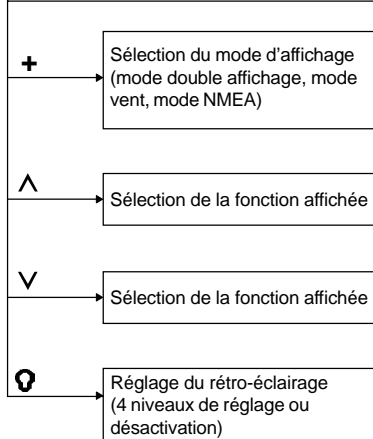 +
Sélection du mode d'affichage
(mode double affichage, mode
vent, mode NMEA)
Sélection de la fonction affichée
Sélection de la fonction affichée
Réglage du rétro-éclairage
(4 niveaux de réglage ou
désactivation)